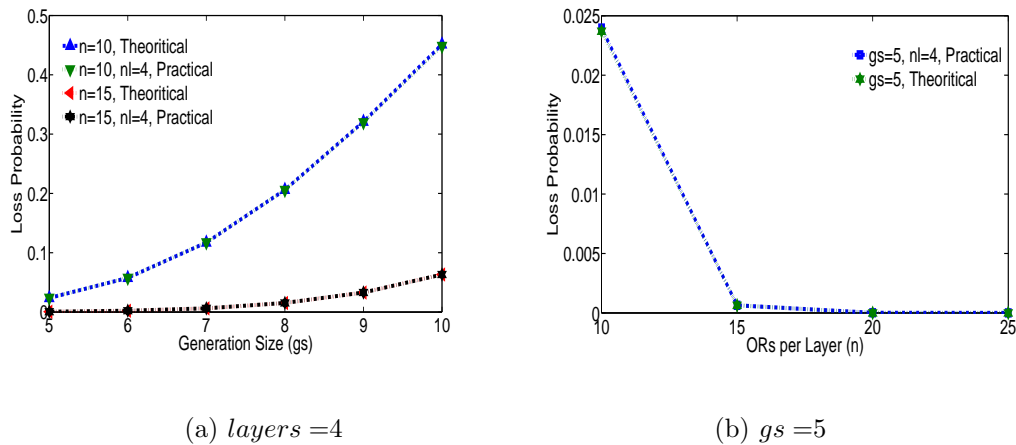 0.5
0.4
0.3
0.2
0.1
0
Loss Probability
n=10, Theoritical
n=10, nl=4, Practical
n=15, Theoritical
n=15, nl=4, Practical
5 6 7 8 9 10
Generation Size (gs)
(a) layers =4
0.025
0.02
0.015
0.01
0.005
0
Loss Probability
gs=5, nl=4, Practical
gs=5, Theoritical
10 15 20 25
ORs per Layer (n)
(b) gs =5